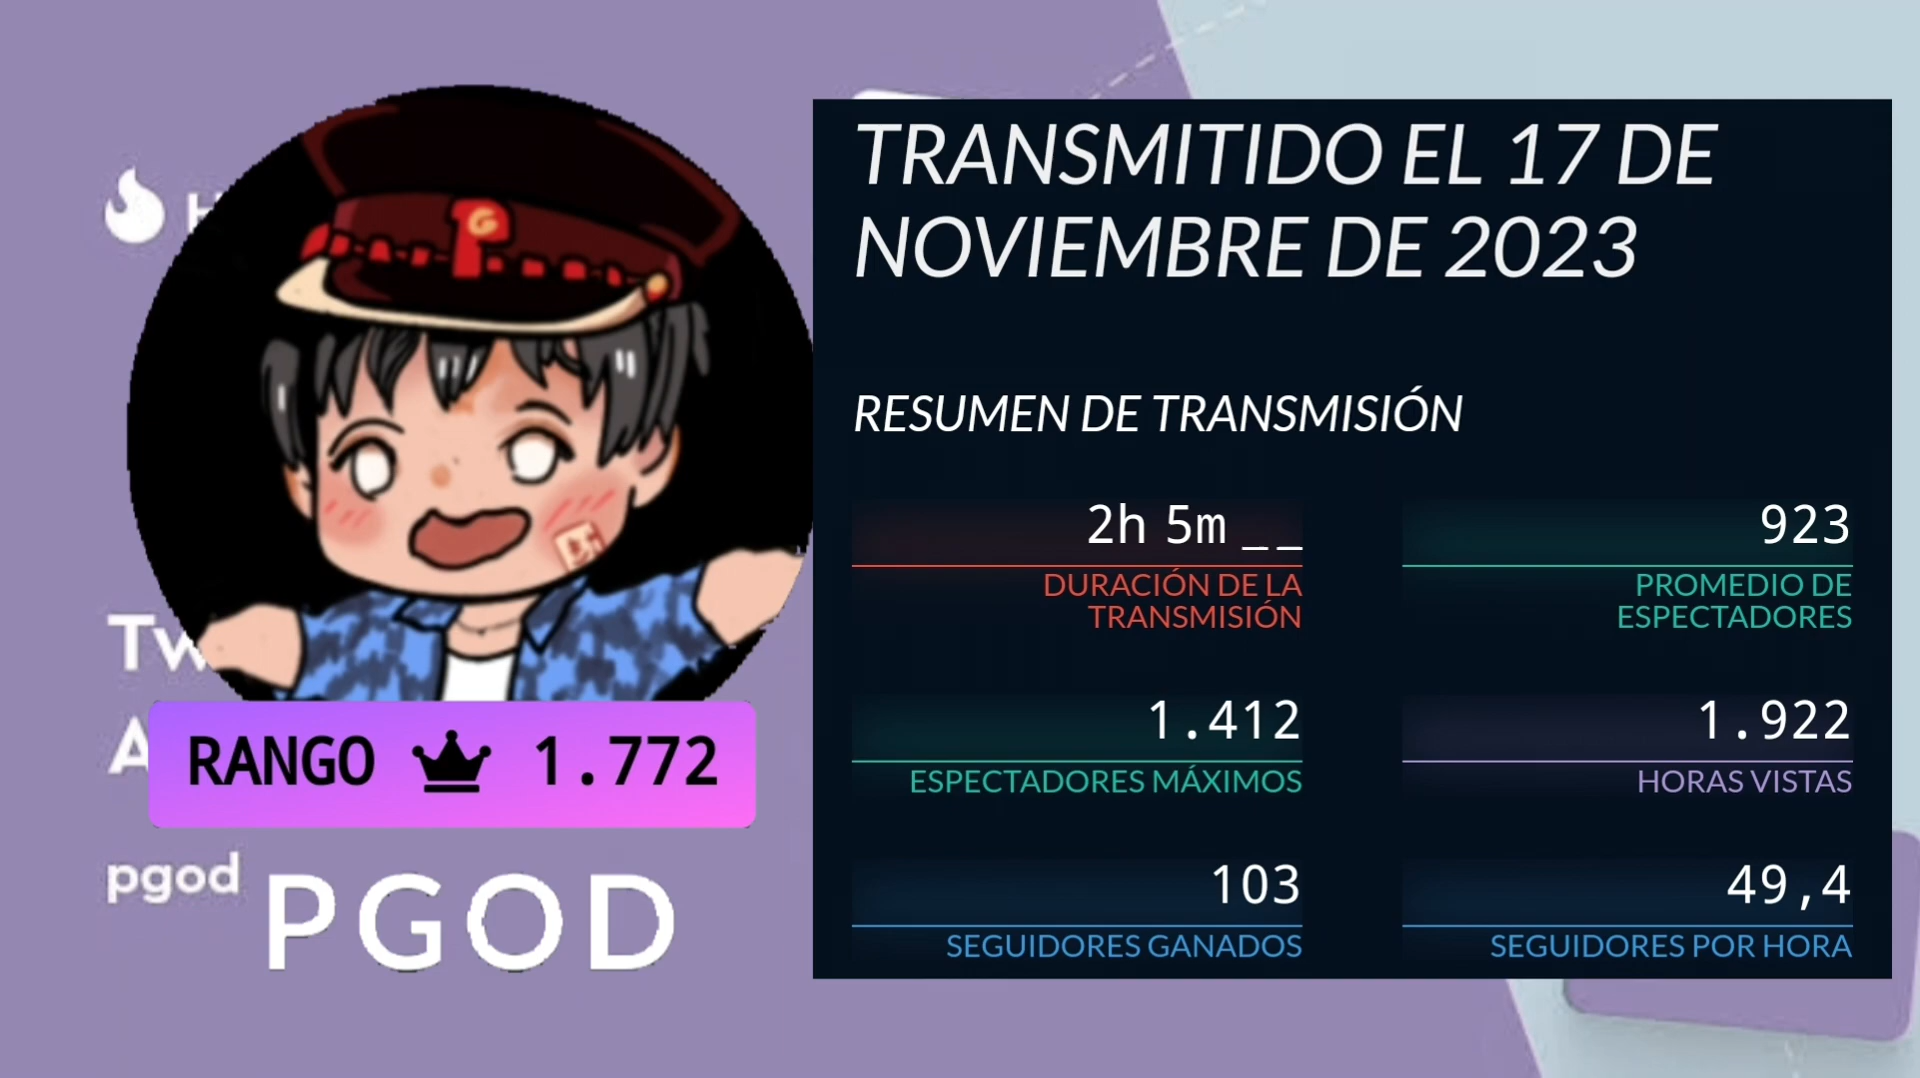 H
Tw
A
RANGO 1.772
pgod
PGOD
TRANSMITIDO EL 17 DE
NOVIEMBRE DE 2023
RESUMEN DE TRANSMISIÓN
2h 5m _ _
DURACIÓN DE LA
TRANSMISIÓN
923
PROMEDIO DE
ESPECTADORES
1.412
ESPECTADORES MÁXIMOS
1.922
HORAS VISTAS
103
SEGUIDORES GANADOS
49,4
SEGUIDORES POR HORA